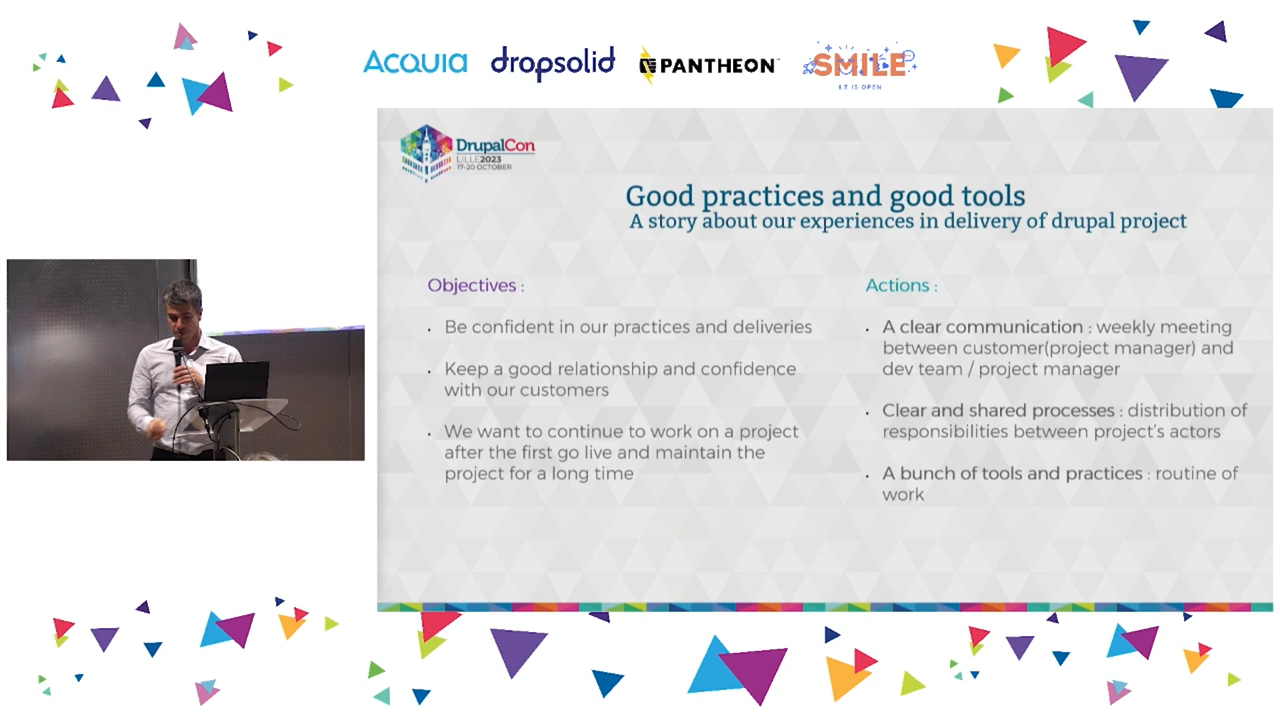 Acquia
dropsolid
PANTHEON
SMILE
I.T IS OPEN
DrupalCon
LILLE2023
17-20 OCTOBER
Good practices and good tools
A story about our experiences in delivery of drupal project
Objectives :
• Be confident in our practices and deliveries
• Keep a good relationship and confidence
with our customers
• We want to continue to work on a project
after the first go live and maintain the
project for a long time
Actions :
• A clear communication : weekly meeting
between customer(project manager) and
dev team / project manager
• Clear and shared processes : distribution of
responsibilities between project's actors
• A bunch of tools and practices : routine of
work